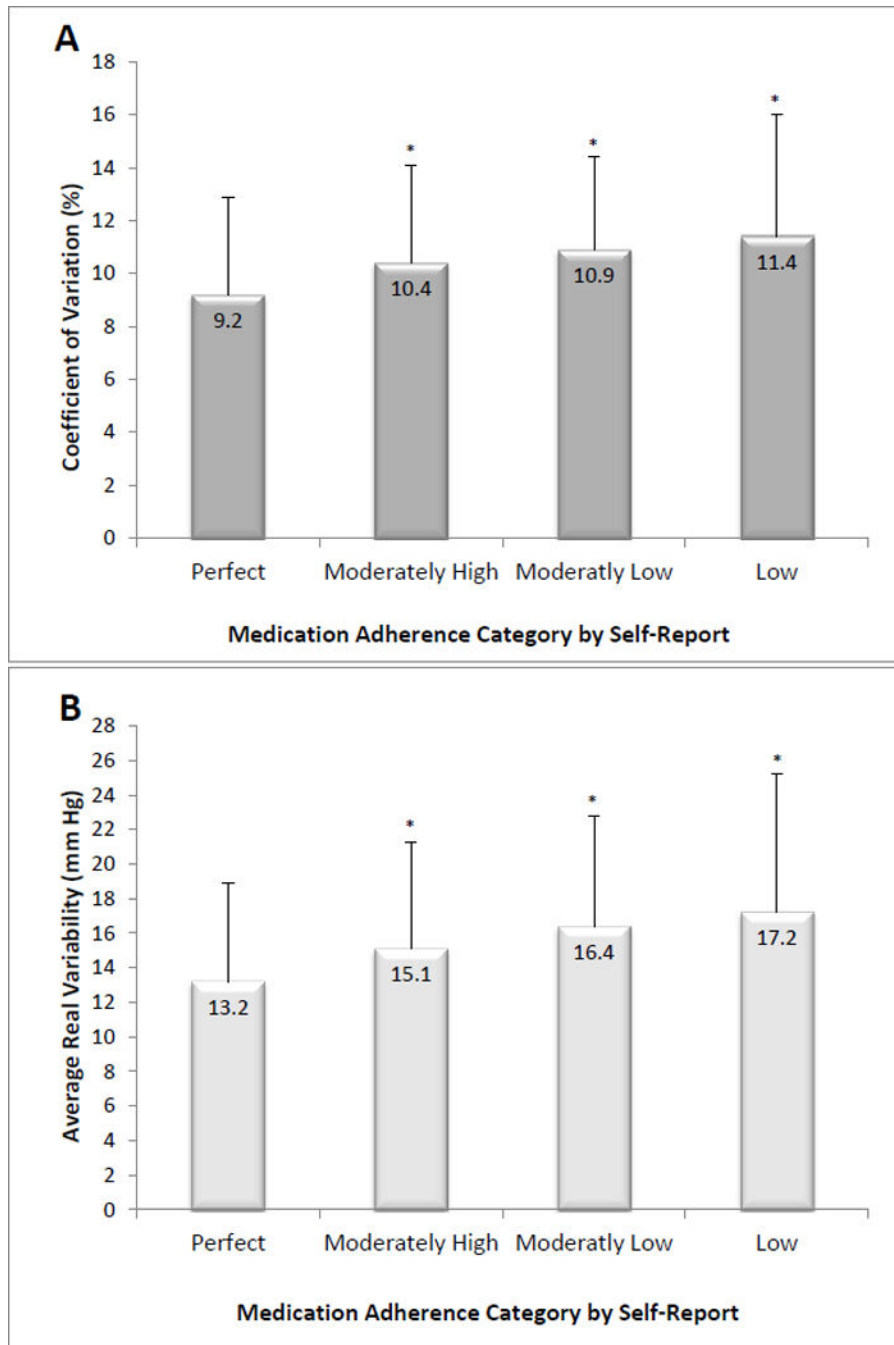 A
18
16
14
12
10
8
6
4
2
0
Coefficient of Variation (%)
* * *
9.2 10.4 10.9 11.4
Perfect Moderately High Moderatly Low Low
Medication Adherence Category by Self-Report
B
28
26
24
22
20
18
16
14
12
10
8
6
4
2
0
Average Real Variability (mm Hg)
* * *
13.2 15.1 16.4 17.2
Perfect Moderately High Moderatly Low Low
Medication Adherence Category by Self-Report